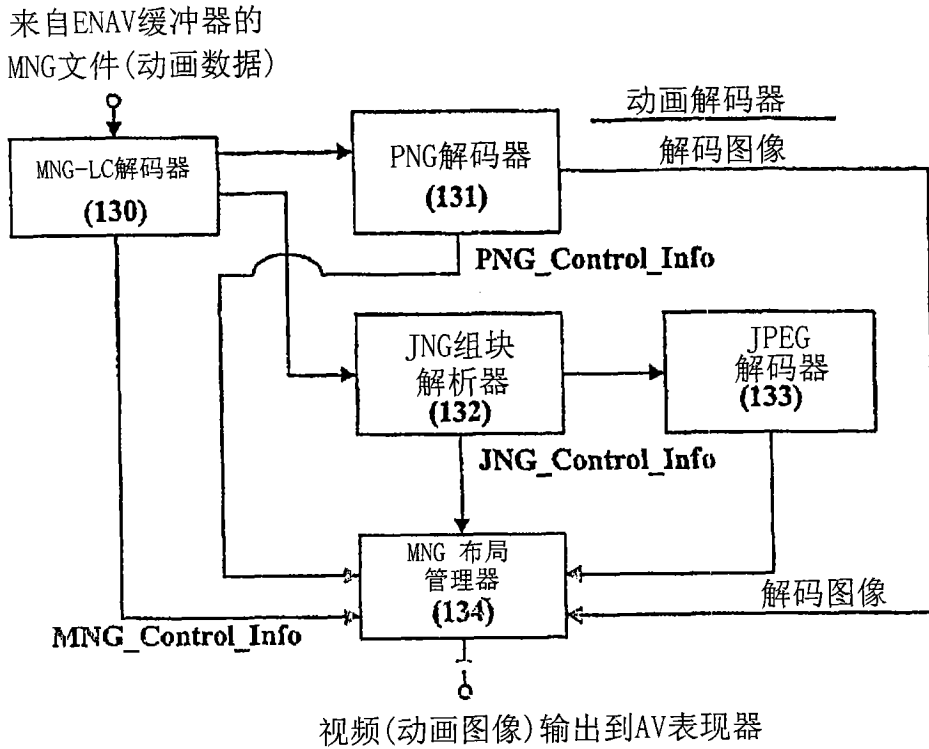 来自ENAV缓冲器的
MNG文件(动画数据)
动画解码器
MNG-LC解码器
(130)
PNG解码器
(131)
解码图像
PNG_Control_Info
JNG组块
解析器
(132)
JPEG
解码器
(133)
JNG_Control_Info
MNG 布局
管理器
(134)
解码图像
MNG_Control_Info
视频(动画图像)输出到AV表现器